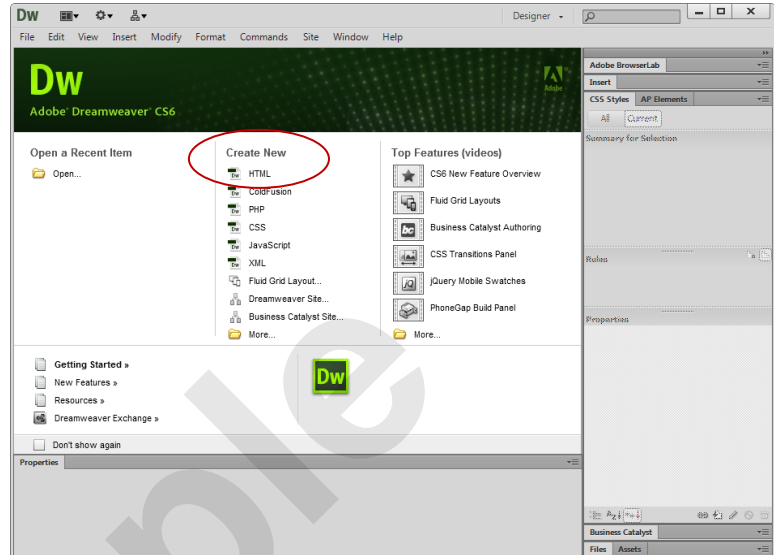 Dw
Designer
File Edit View Insert Modify Format Commands Site Window Help
Dw
Adobe
Adobe® Dreamweaver® CS6
Open a Recent Item
Open...
Create New
HTML
ColdFusion
PHP
CSS
JavaScript
XML
Fluid Grid Layout...
Dreamweaver Site...
Business Catalyst Site...
More...
Top Features (videos)
CS6 New Feature Overview
Fluid Grid Layouts
bc Business Catalyst Authoring
CSS Transitions Panel
jQ jQuery Mobile Swatches
PhoneGap Build Panel
More...
Getting Started »
New Features »
Resources »
Dreamweaver Exchange »
Dw
Don't show again
Properties
Adobe BrowserLab
Insert
CSS Styles AP Elements
All Current
Summary for Selection
Rules
Properties
Business Catalyst
Files Assets
ple